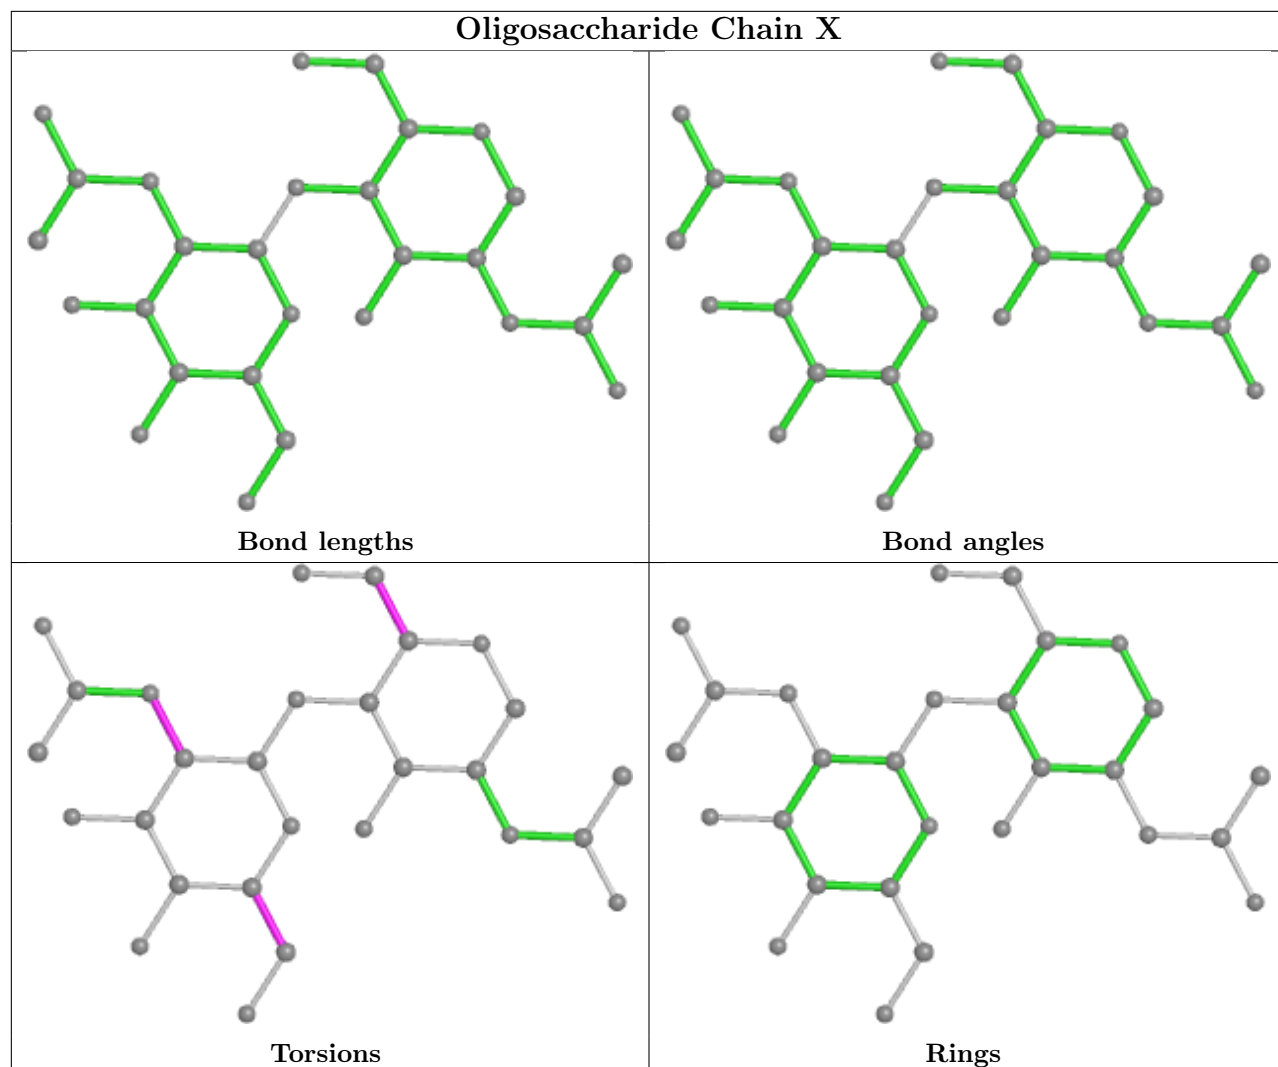 Oligosaccharide Chain X
Bond lengths
Bond angles
Torsions
Rings